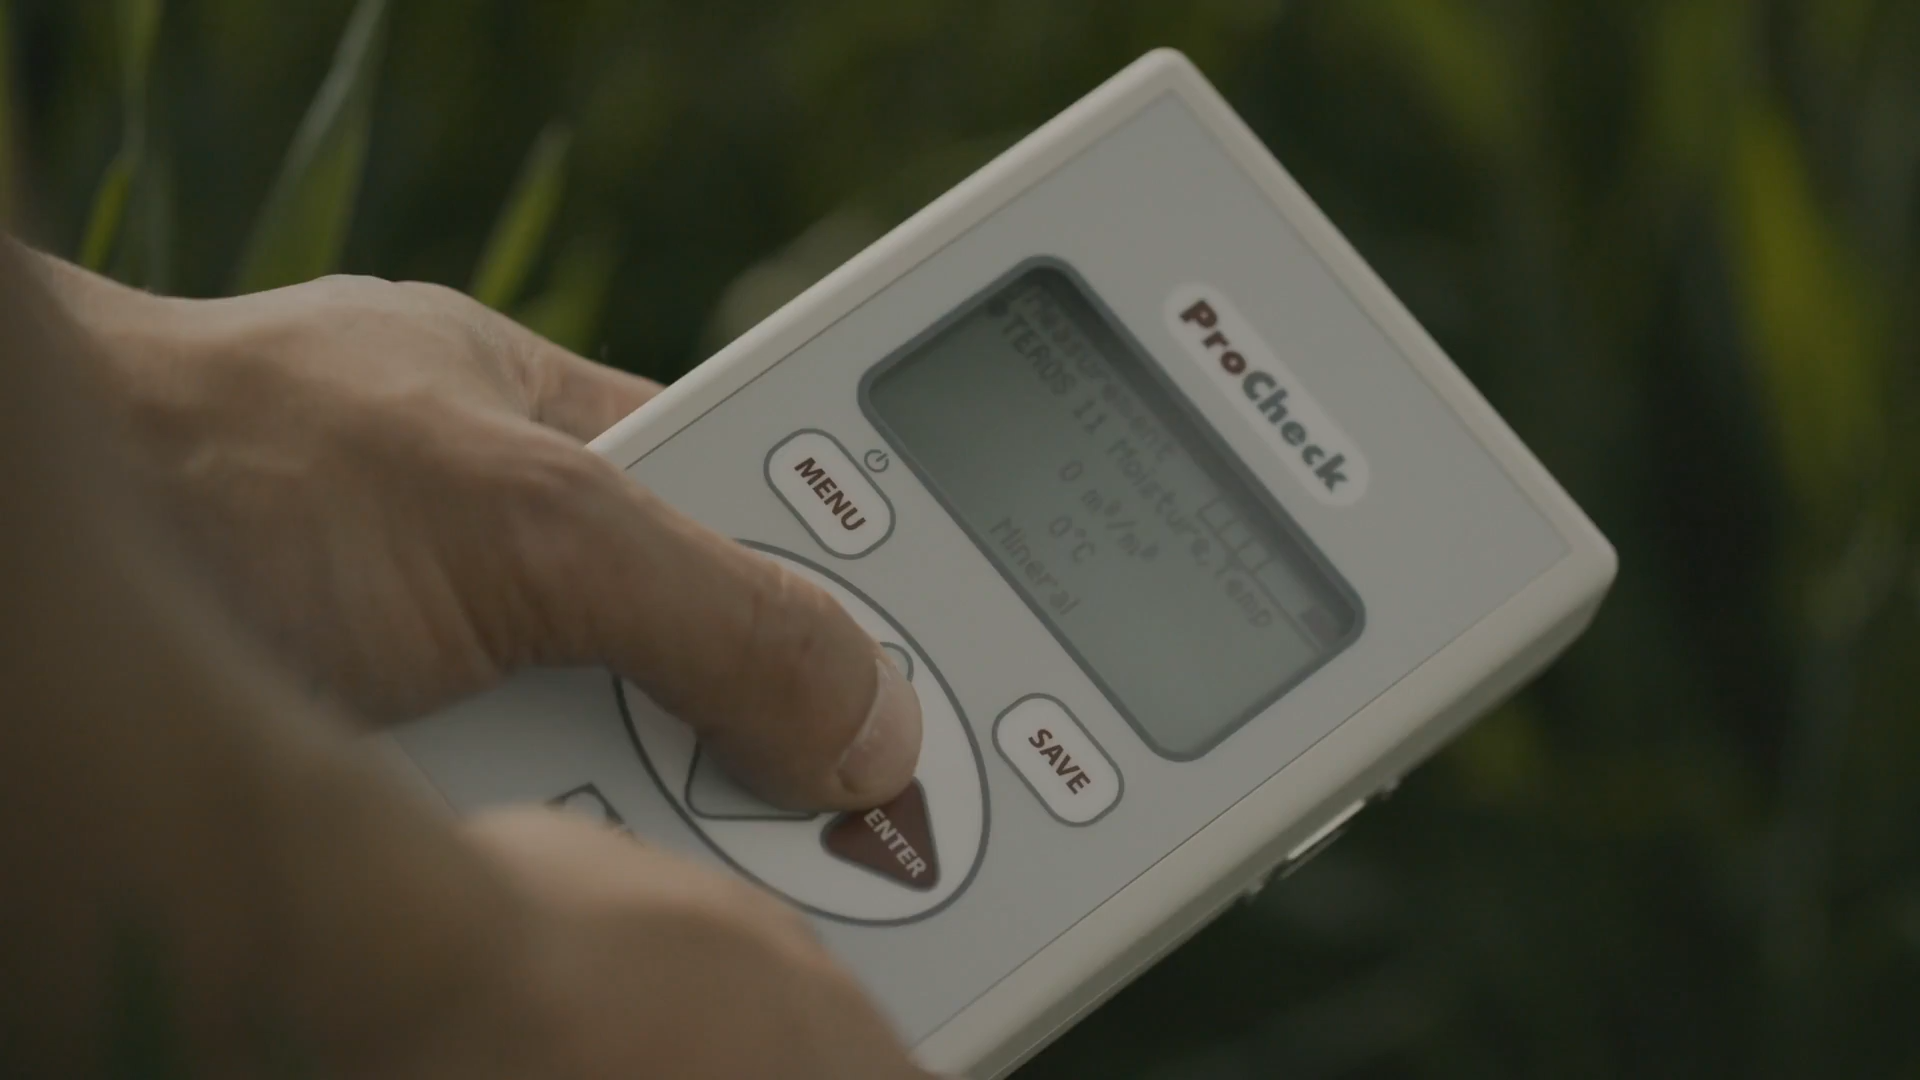 ProCheck
Measurement
TEROS 11 Moisture,Temp
0 m³/m³
0°C
Mineral
MENU
SAVE
ENTER